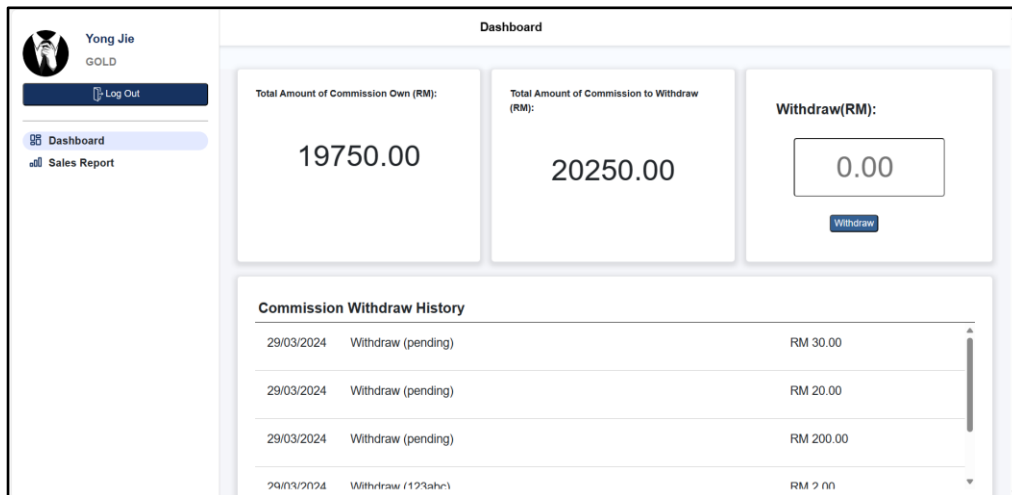 Yong Jie
GOLD
Log Out
Dashboard
Sales Report
Dashboard
Total Amount of Commission Own (RM):
19750.00
Total Amount of Commission to Withdraw
(RM):
20250.00
Withdraw(RM):
0.00
Withdraw
Commission Withdraw History
29/03/2024 Withdraw (pending) RM 30.00
29/03/2024 Withdraw (pending) RM 20.00
29/03/2024 Withdraw (pending) RM 200.00
29/03/2024 Withdraw (123abc) RM 2.00